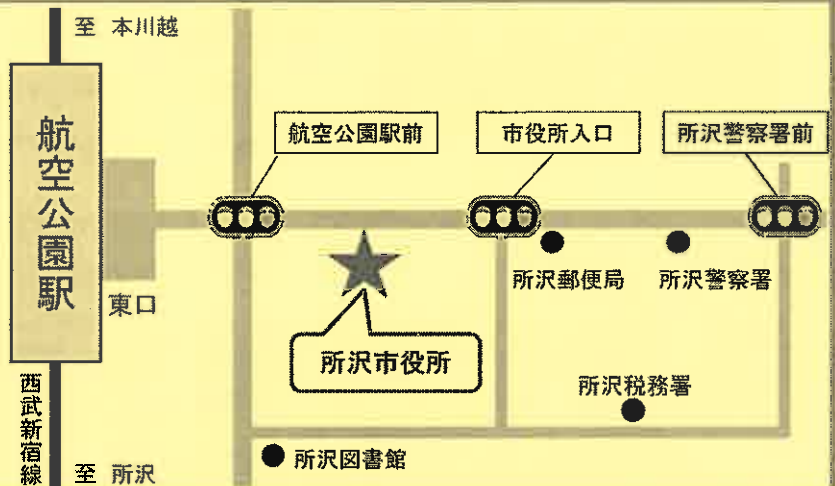 至 本川越
航空公園駅
東口
西武新宿線
至 所沢
航空公園駅前
市役所入口
所沢警察署前
所沢郵便局
所沢警察署
所沢市役所
所沢税務署
所沢図書館